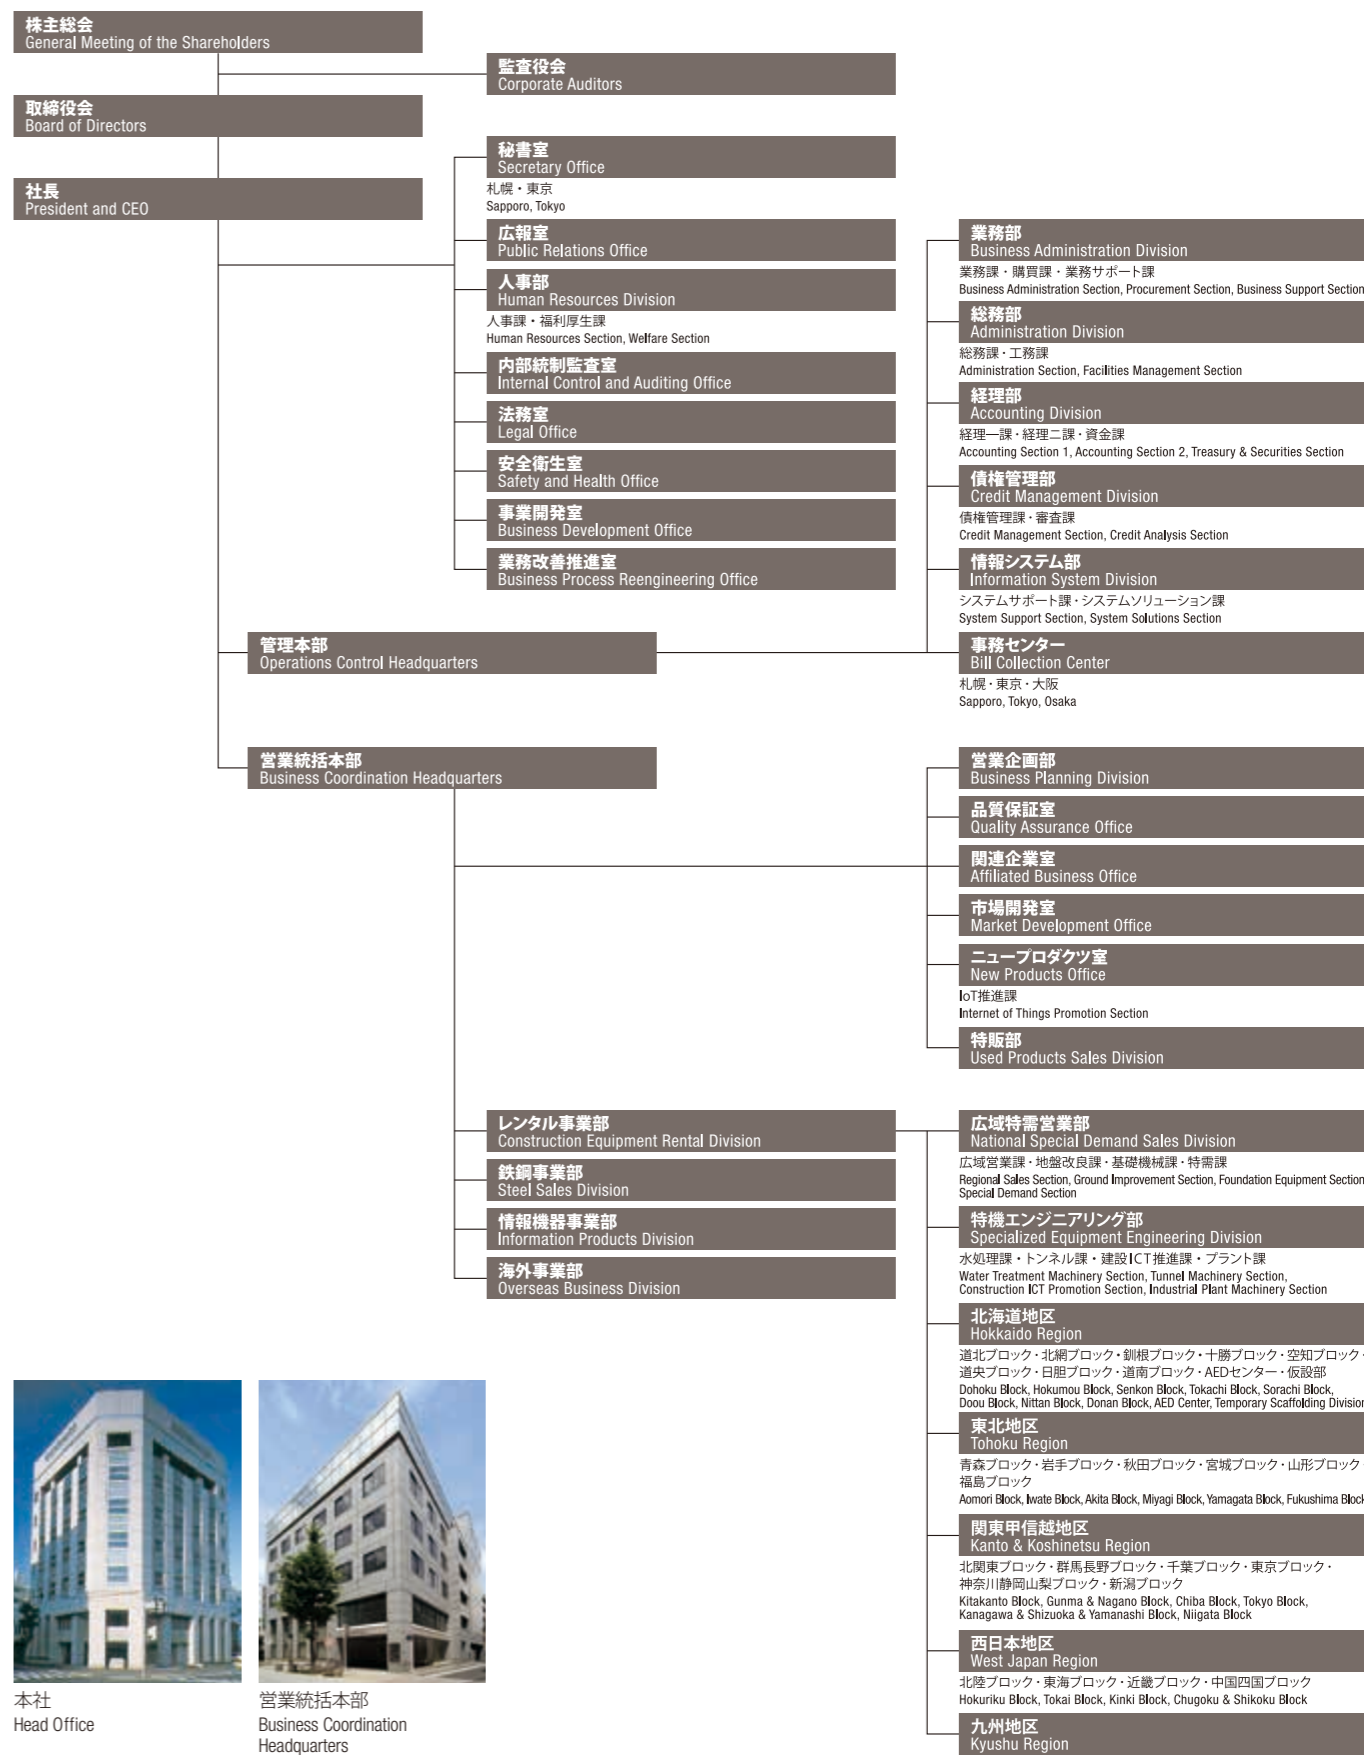 株主総会
General Meeting of the Shareholders
監査役会
Corporate Auditors
取締役会
Board of Directors
社長
President and CEO
秘書室
Secretary Office
札幌・東京
Sapporo, Tokyo
広報室
Public Relations Office
人事部
Human Resources Division
人事課・福利厚生課
Human Resources Section, Welfare Section
内部統制監査室
Internal Control and Auditing Office
法務室
Legal Office
安全衛生室
Safety and Health Office
事業開発室
Business Development Office
業務改善推進室
Business Process Reengineering Office
管理本部
Operations Control Headquarters
業務部
Business Administration Division
業務課・購買課・業務サポート課
Business Administration Section, Procurement Section, Business Support Section
総務部
Administration Division
総務課・工務課
Administration Section, Facilities Management Section
経理部
Accounting Division
経理一課・経理二課・資金課
Accounting Section 1, Accounting Section 2, Treasury & Securities Section
債権管理部
Credit Management Division
債権管理課・審査課
Credit Management Section, Credit Analysis Section
情報システム部
Information System Division
システムサポート課・システムソリューション課
System Support Section, System Solutions Section
事務センター
Bill Collection Center
札幌・東京・大阪
Sapporo, Tokyo, Osaka
営業統括本部
Business Coordination Headquarters
営業企画部
Business Planning Division
品質保証室
Quality Assurance Office
関連企業室
Affiliated Business Office
市場開発室
Market Development Office
ニュープロダクツ室
New Products Office
IoT推進課
Internet of Things Promotion Section
特販部
Used Products Sales Division
レンタル事業部
Construction Equipment Rental Division
鉄鋼事業部
Steel Sales Division
情報機器事業部
Information Products Division
海外事業部
Overseas Business Division
広域特需営業部
National Special Demand Sales Division
広域営業課・地盤改良課・基礎機械課・特需課
Regional Sales Section, Ground Improvement Section, Foundation Equipment Section
Special Demand Section
特機エンジニアリング部
Specialized Equipment Engineering Division
水処理課・トンネル課・建設ICT推進課・プラント課
Water Treatment Machinery Section, Tunnel Machinery Section,
Construction ICT Promotion Section, Industrial Plant Machinery Section
北海道地区
Hokkaido Region
道北ブロック・北網ブロック・釧根ブロック・十勝ブロック・空知ブロック・
道央ブロック・日胆ブロック・道南ブロック・AEDセンター・仮設部
Dohoku Block, Hokumou Block, Senkon Block, Tokachi Block, Sorachi Block,
Doou Block, Nittan Block, Donan Block, AED Center, Temporary Scaffolding Division
東北地区
Tohoku Region
青森ブロック・岩手ブロック・秋田ブロック・宮城ブロック・山形ブロック・
福島ブロック
Aomori Block, Iwate Block, Akita Block, Miyagi Block, Yamagata Block, Fukushima Block
関東甲信越地区
Kanto & Koshinetsu Region
北関東ブロック・群馬長野ブロック・千葉ブロック・東京ブロック・
神奈川静岡山梨ブロック・新潟ブロック
Kitakanto Block, Gunma & Nagano Block, Chiba Block, Tokyo Block,
Kanagawa & Shizuoka & Yamanashi Block, Niigata Block
西日本地区
West Japan Region
北陸ブロック・東海ブロック・近畿ブロック・中国四国ブロック
Hokuriku Block, Tokai Block, Kinki Block, Chugoku & Shikoku Block
九州地区
Kyushu Region
本社
Head Office
営業統括本部
Business Coordination
Headquarters